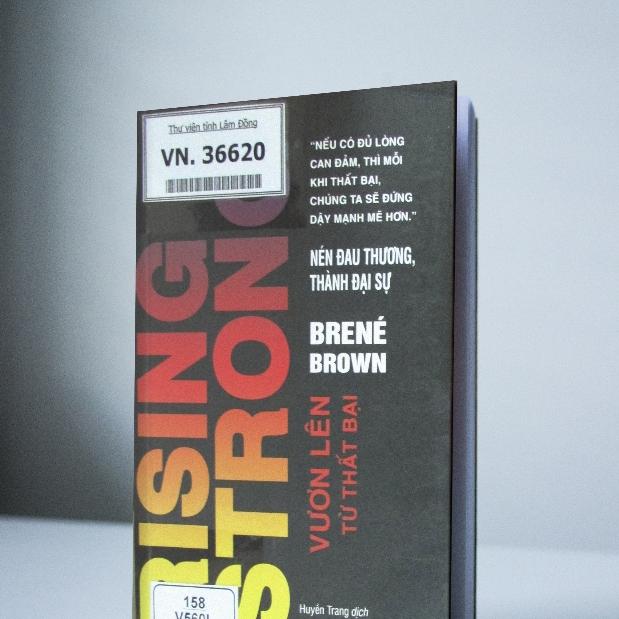 Thư viện tỉnh Lâm Đồng
VN. 36620
“NẾU CÓ ĐỦ LÒNG
CAN ĐẢM, THÌ MỖI
KHI THẤT BẠI,
CHÚNG TA SẼ ĐỨNG
DẬY MẠNH MẼ HƠN.”
NÉN ĐAU THƯƠNG,
THÀNH ĐẠI SỰ
BRENÉ
BROWN
RISING
STRONG
VƯƠN LÊN
TỪ THẤT BẠI
Huyền Trang dịch
158
V560L